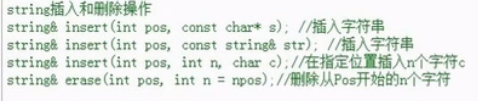 string插入和删除操作
string& insert(int pos, const char* s); //插入字符串
string& insert(int pos, const string& str); //插入字符串
string& insert(int pos, int n, char c);//在指定位置插入n个字符c
string& erase(int pos, int n = npos);//删除从Pos开始的n个字符